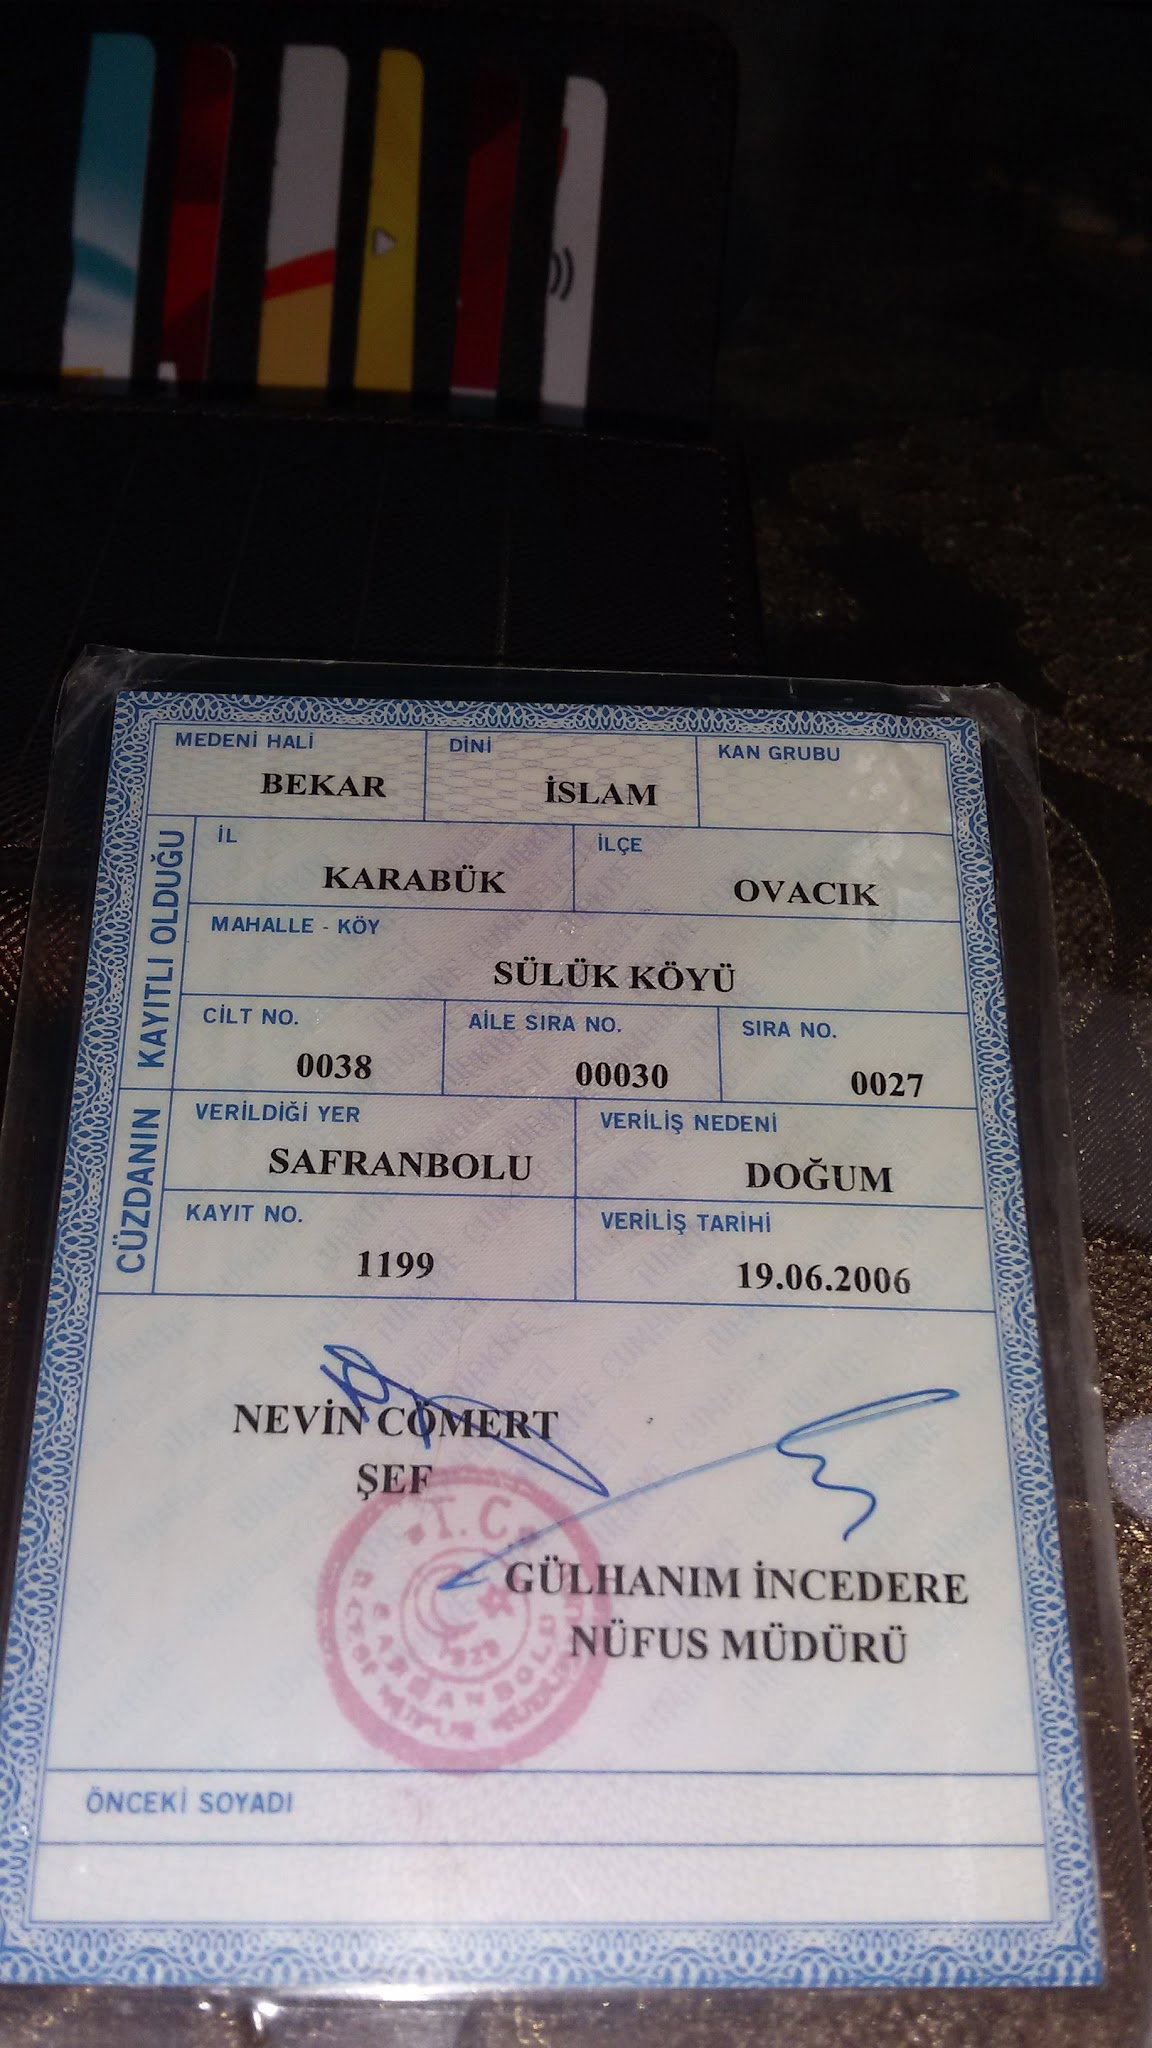 MEDENİ HALİ DİNİ KAN GRUBU
BEKAR İSLAM
KAYITLI OLDUĞU
İL İLÇE
KARABÜK OVACIK
MAHALLE - KÖY
SÜLÜK KÖYÜ
CİLT NO. AİLE SIRA NO. SIRA NO.
0038 00030 0027
CÜZDANIN
VERİLDİĞİ YER VERİLİŞ NEDENİ
SAFRANBOLU DOĞUM
KAYIT NO. VERİLİŞ TARİHİ
1199 19.06.2006
NEVİN CÖMERT
ŞEF
T.C.
GÜLHANIM İNCEDERE
NÜFUS MÜDÜRÜ
ÖNCEKİ SOYADI